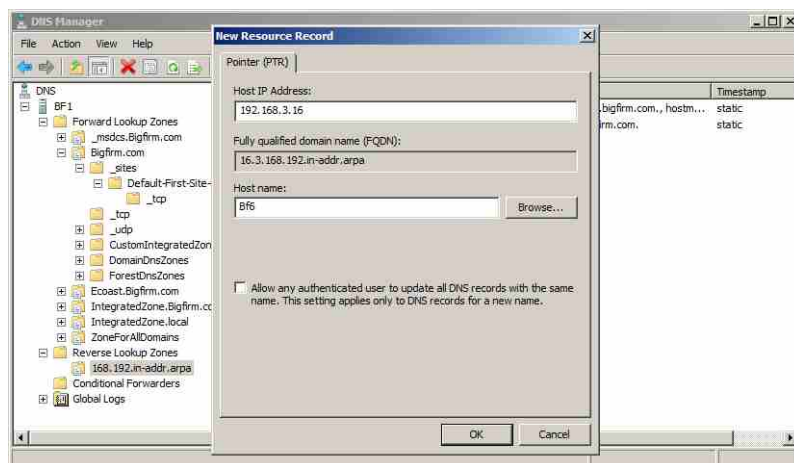 DNS Manager
File Action View Help
DNS
BF1
Forward Lookup Zones
_msdcs.Bigfirm.com
Bigfirm.com
_sites
Default-First-Site-
_tcp
_tcp
_udp
CustomIntegratedZon
DomainDnsZones
ForestDnsZones
Ecoast.Bigfirm.com
IntegratedZone.Bigfirm.cc
IntegratedZone.local
ZoneForAllDomains
Reverse Lookup Zones
168.192.in-addr.arpa
Conditional Forwarders
Global Logs
New Resource Record
Pointer (PTR)
Host IP Address:
192.168.3.16
Fully qualified domain name (FQDN):
16.3.168.192.in-addr.arpa
Host name:
Bf6
Browse...
Allow any authenticated user to update all DNS records with the same
name. This setting applies only to DNS records for a new name.
OK Cancel
Timestamp
bigfirm.com., hostm... static
rm.com. static